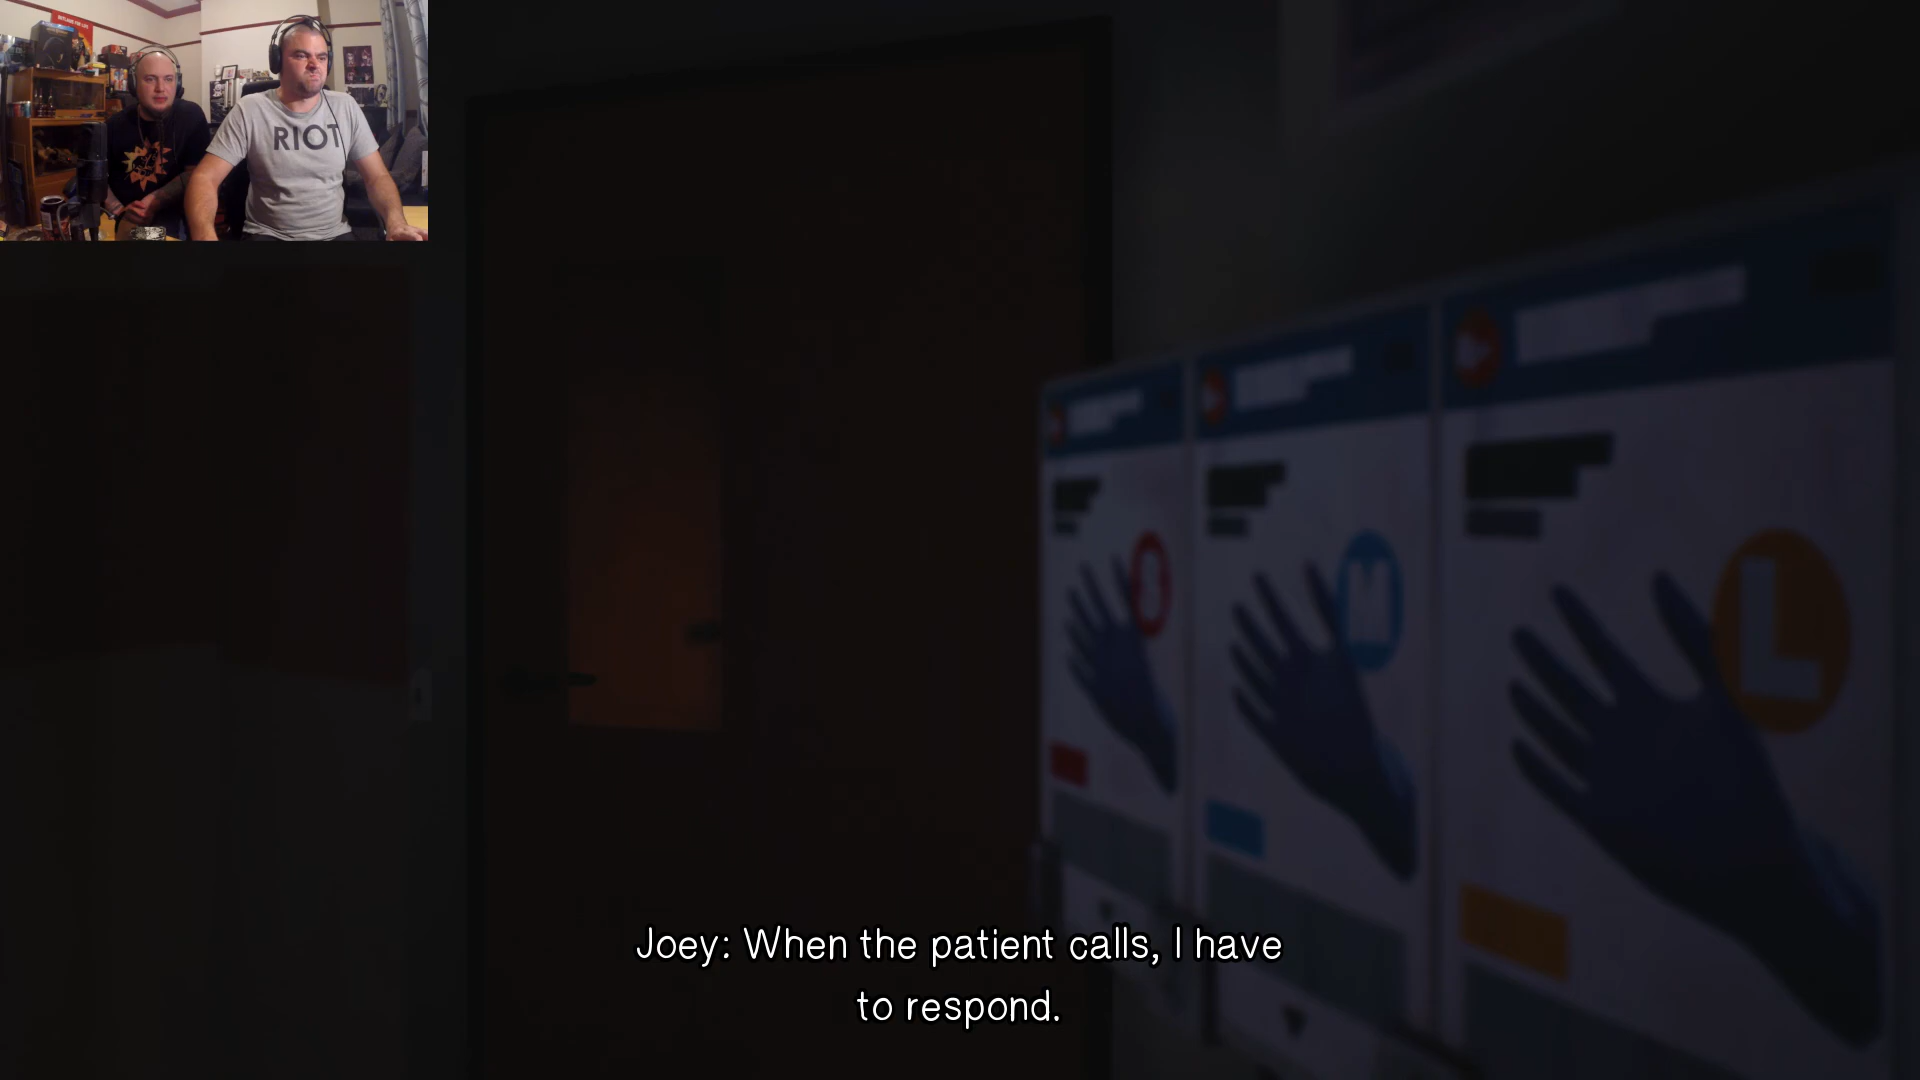 RIOT
M
L
Joey: When the patient calls, I have
to respond.